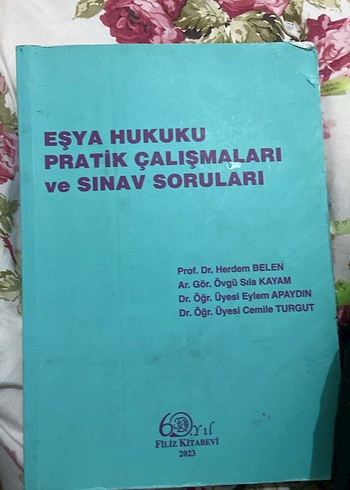 EŞYA HUKUKU
PRATİK ÇALIŞMALARI
ve SINAV SORULARI
Prof. Dr. Herdem BELEN
Ar. Gör. Övgü Sıla KAYAM
Dr. Öğr. Üyesi Eylem APAYDIN
Dr. Öğr. Üyesi Cemile TURGUT
60.Yıl
FİLİZ KİTABEVİ
2023